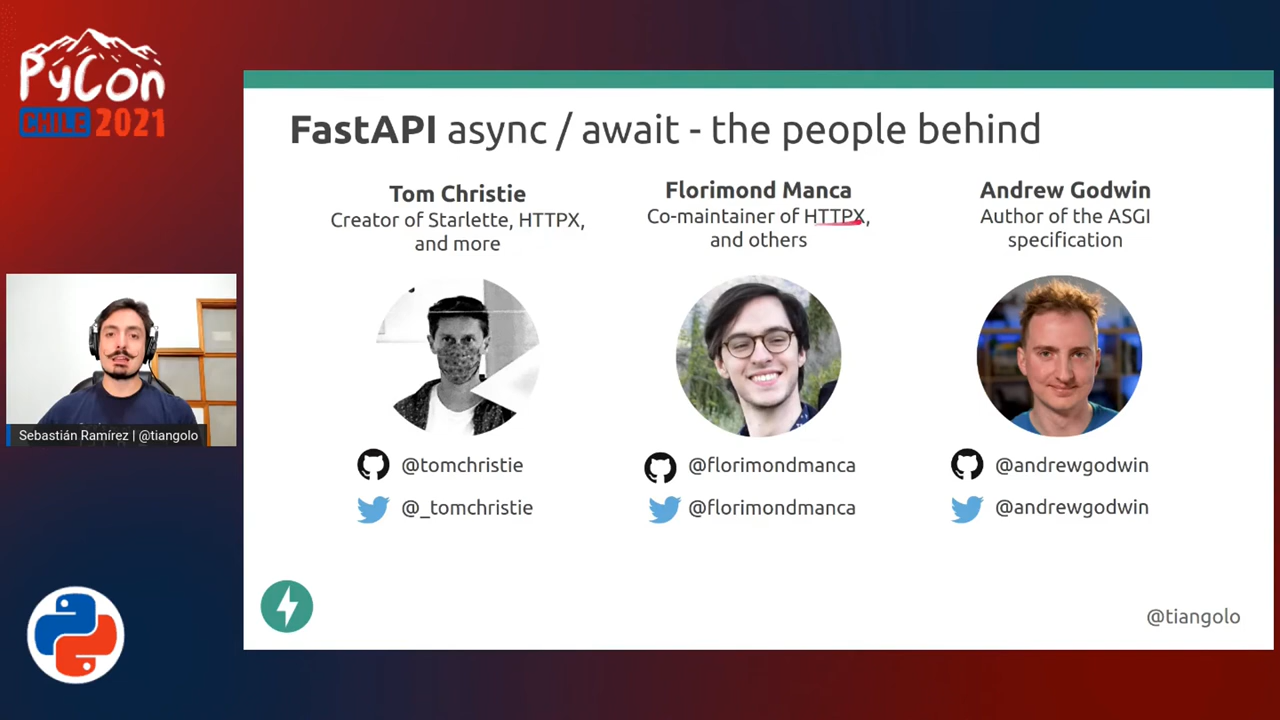 PyCon
CHILE 2021
FastAPI async / await - the people behind
Tom Christie
Creator of Starlette, HTTPX,
and more
@tomchristie
@_tomchristie
Florimond Manca
Co-maintainer of HTTPX,
and others
@florimondmanca
@florimondmanca
Andrew Godwin
Author of the ASGI
specification
@andrewgodwin
@andrewgodwin
Sebastián Ramírez | @tiangolo
@tiangolo